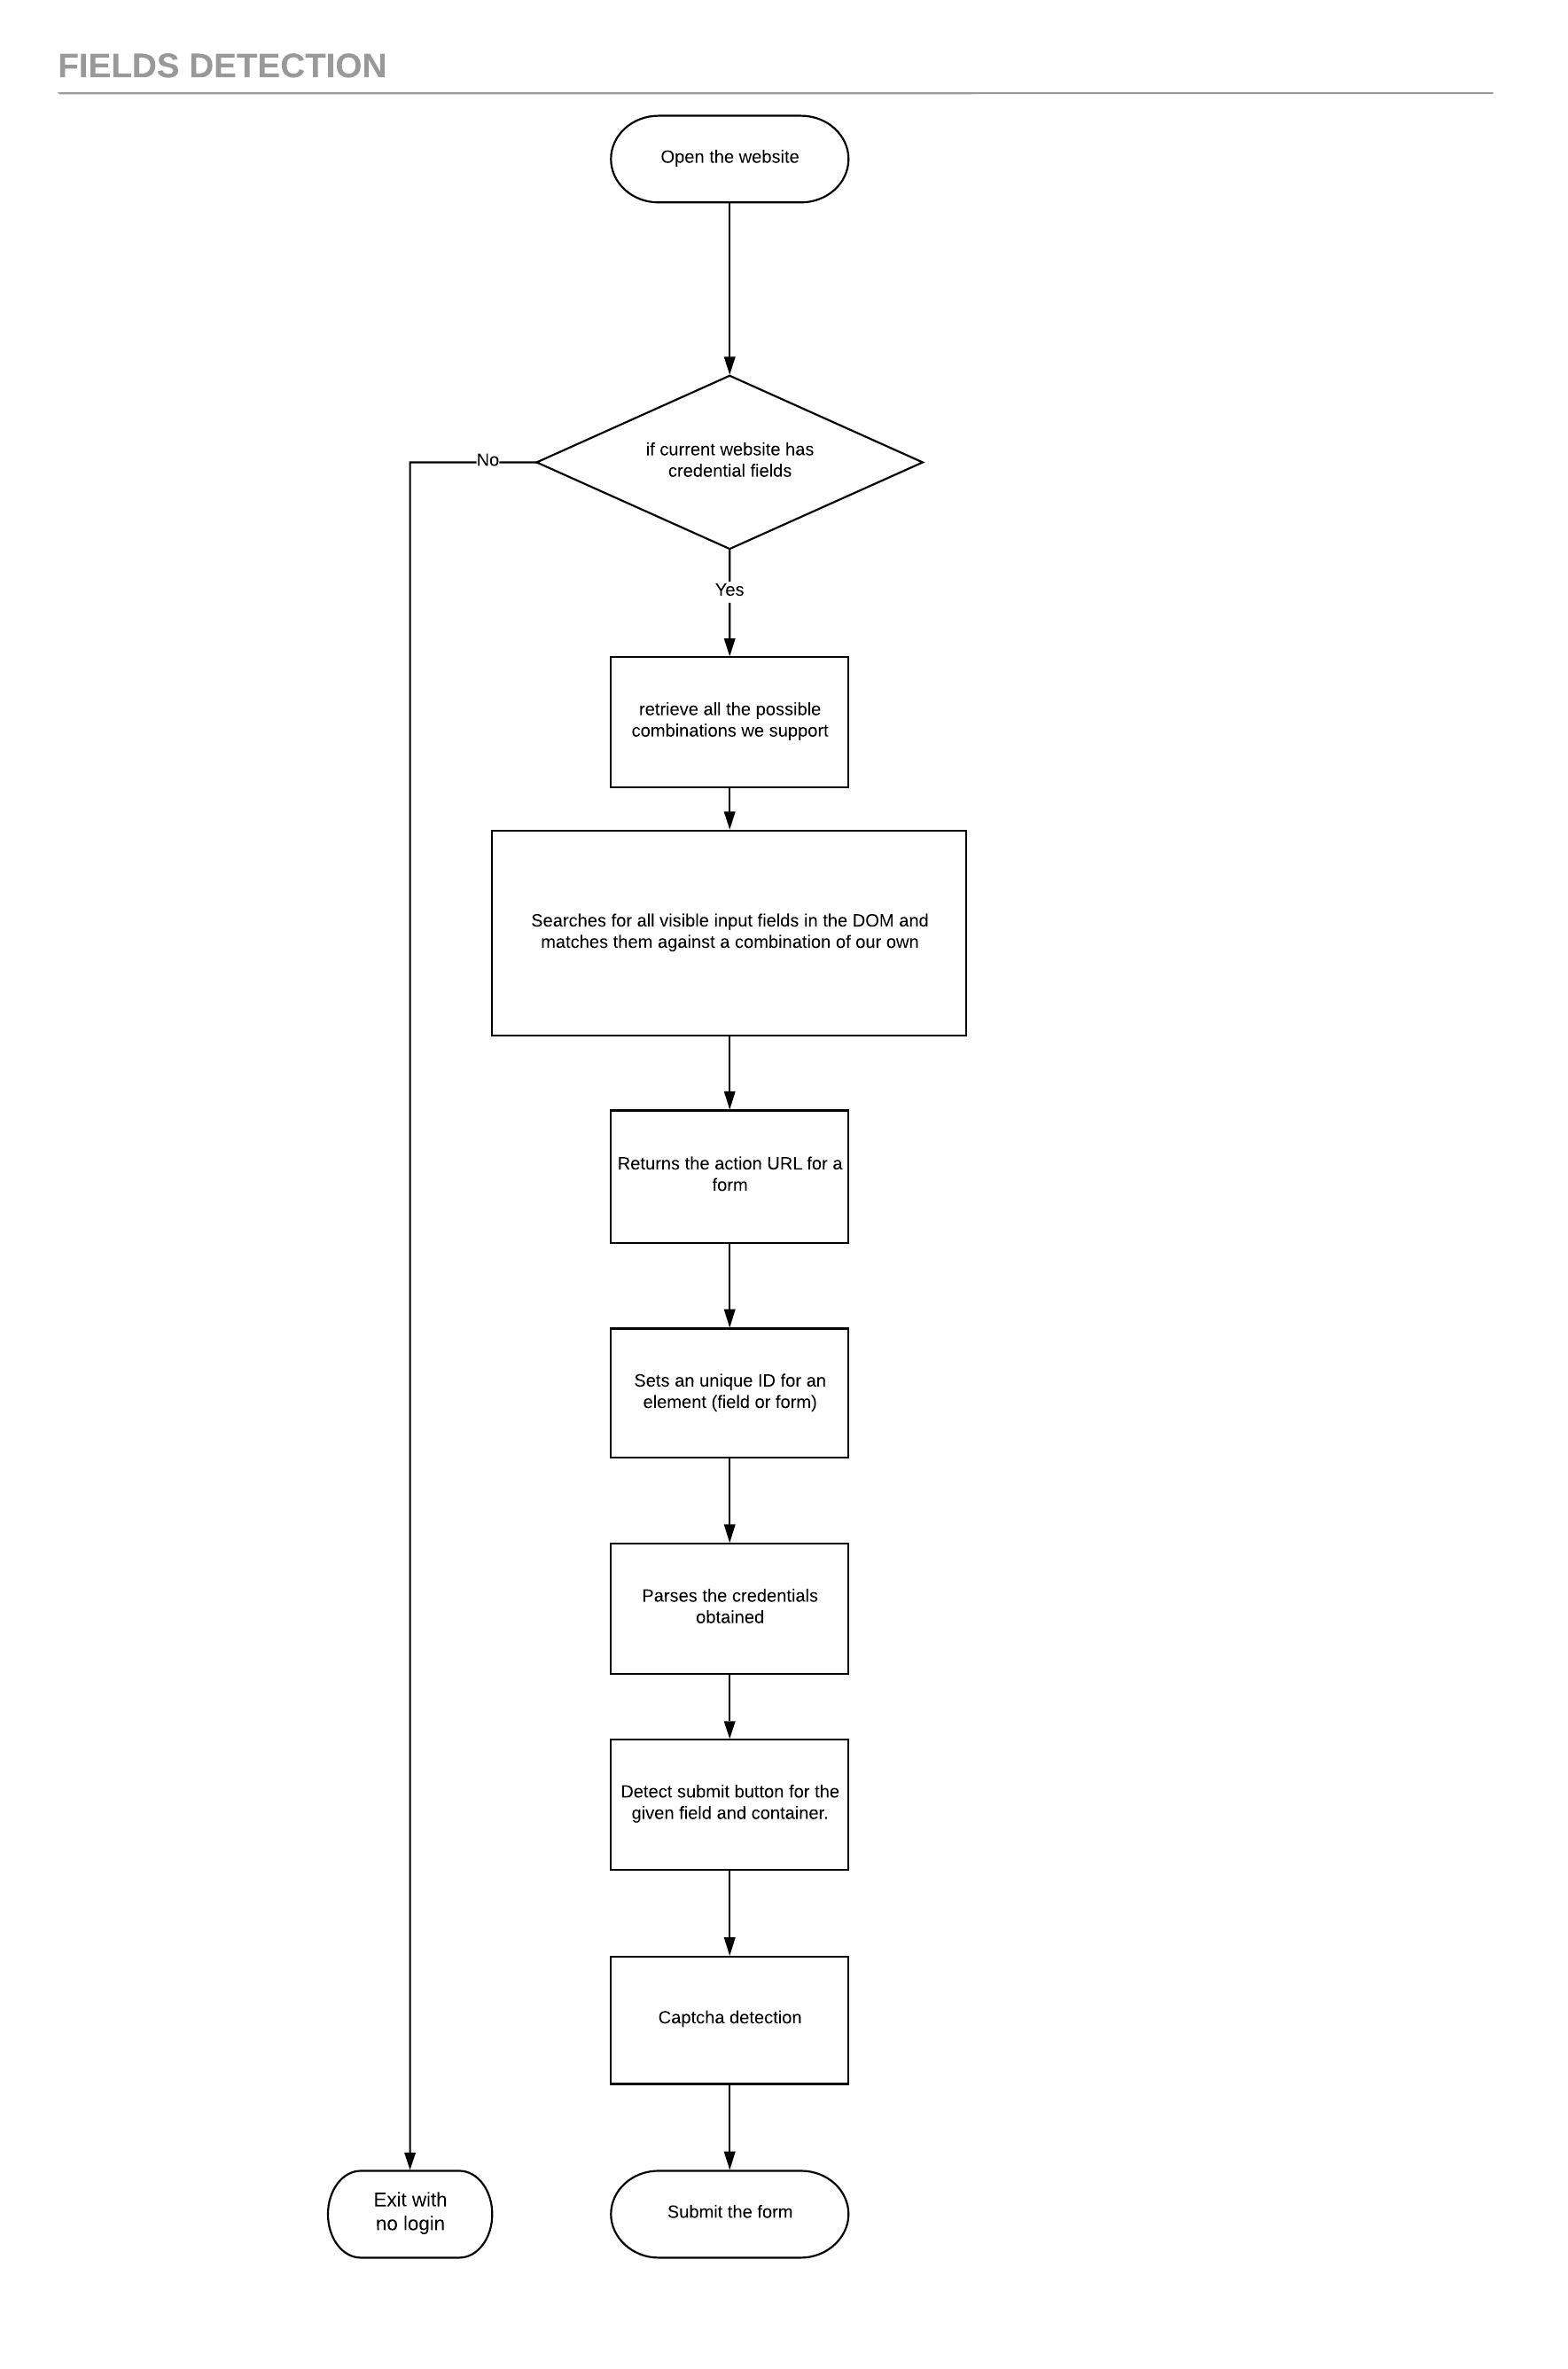 FIELDS DETECTION
Open the website
if current website has
credential fields
No
Yes
retrieve all the possible
combinations we support
Searches for all visible input fields in the DOM and
matches them against a combination of our own
Returns the action URL for a
form
Sets an unique ID for an
element (field or form)
Parses the credentials
obtained
Detect submit button for the
given field and container.
Captcha detection
Exit with
no login
Submit the form